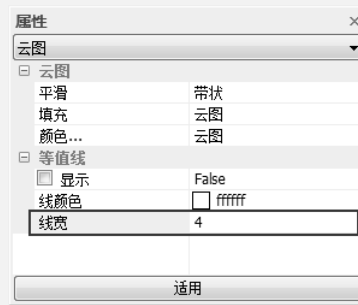 属性
云图
云图
平滑 带状
填充 云图
颜色... 云图
等值线
显示 False
线颜色 ffffff
线宽 4
适用